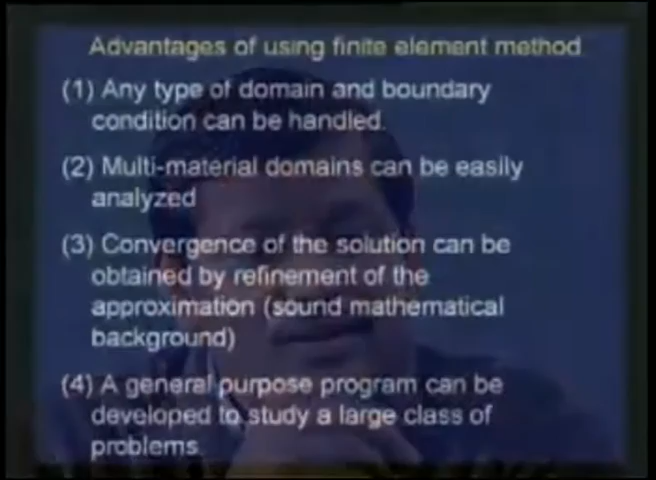 Advantages of using finite element method
(1) Any type of domain and boundary
condition can be handled.
(2) Multi-material domains can be easily
analyzed
(3) Convergence of the solution can be
obtained by refinement of the
approximation (sound mathematical
background)
(4) A general purpose program can be
developed to study a large class of
problems.